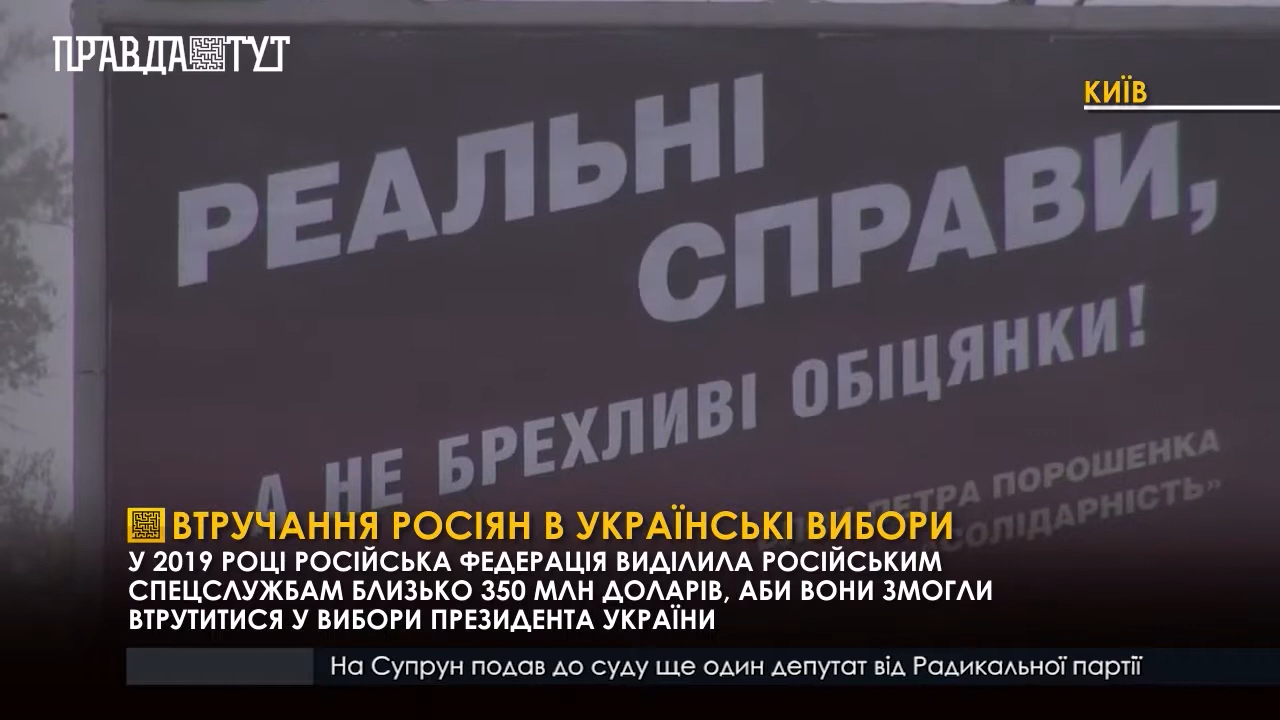 ПРАВДА ТУТ
КИЇВ
РЕАЛЬНІ
СПРАВИ,
А НЕ БРЕХЛИВІ ОБІЦЯНКИ!
ПЕТРА ПОРОШЕНКА
СОЛІДАРНІСТЬ»
ВТРУЧАННЯ РОСІЯН В УКРАЇНСЬКІ ВИБОРИ
У 2019 РОЦІ РОСІЙСЬКА ФЕДЕРАЦІЯ ВИДІЛИЛА РОСІЙСЬКИМ
СПЕЦСЛУЖБАМ БЛИЗЬКО 350 МЛН ДОЛАРІВ, АБИ ВОНИ ЗМОГЛИ
ВТРУТИТИСЯ У ВИБОРИ ПРЕЗИДЕНТА УКРАЇНИ
На Супрун подав до суду ще один депутат від Радикальної партії